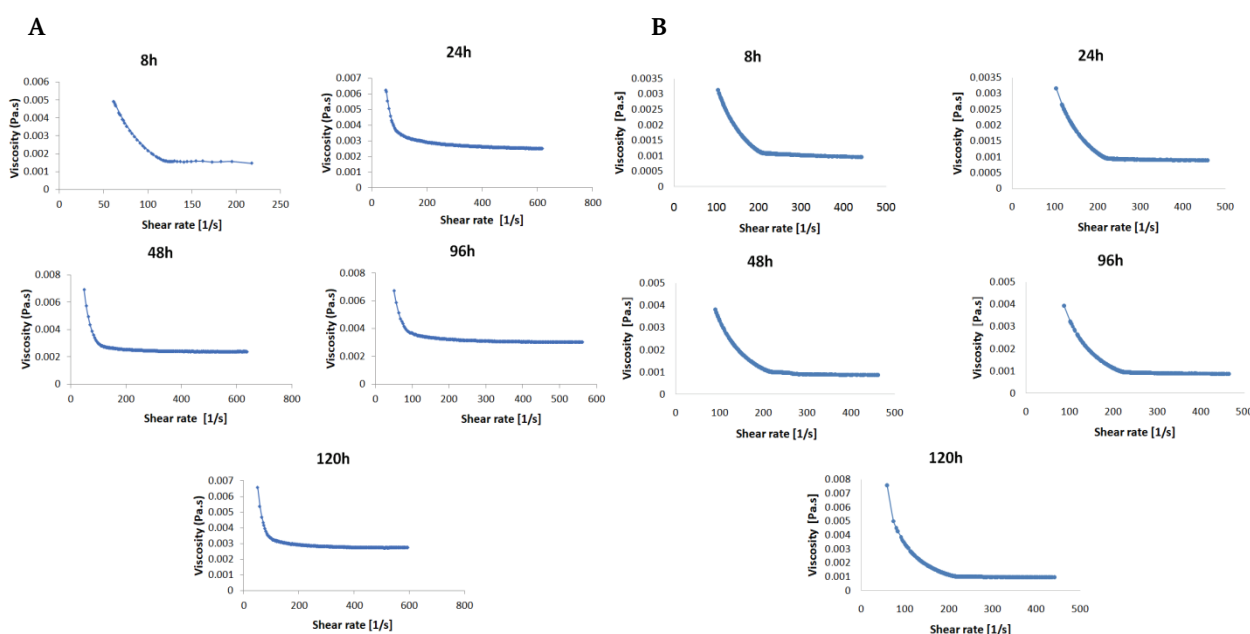 A
8h
Viscosity (Pa.s)
0.006
0.005
0.004
0.003
0.002
0.001
0
0 50 100 150 200 250
Shear rate [1/s]
24h
Viscosity (Pa.s)
0.007
0.006
0.005
0.004
0.003
0.002
0.001
0
0 200 400 600 800
Shear rate [1/s]
48h
Viscosity (Pa.s)
0.008
0.006
0.004
0.002
0
0 200 400 600 800
Shear rate [1/s]
96h
Viscosity (Pa.s)
0.008
0.006
0.004
0.002
0
0 100 200 300 400 500 600
Shear rate [1/s]
120h
Viscosity (Pa.s)
0.007
0.006
0.005
0.004
0.003
0.002
0.001
0
0 200 400 600 800
Shear rate [1/s]
B
8h
Viscosity [Pa.s]
0.0035
0.003
0.0025
0.002
0.0015
0.001
0.0005
0
0 100 200 300 400 500
Shear rate [1/s]
24h
Viscosity [Pa.s]
0.0035
0.003
0.0025
0.002
0.0015
0.001
0.0005
0
0 100 200 300 400 500
Shear rate [1/s]
48h
Viscosity [Pa.s]
0.005
0.004
0.003
0.002
0.001
0
0 100 200 300 400 500
Shear rate [1/s]
96h
Viscosity [Pa.s]
0.005
0.004
0.003
0.002
0.001
0
0 100 200 300 400 500
Shear rate [1/s]
120h
Viscosity [Pa.s]
0.008
0.007
0.006
0.005
0.004
0.003
0.002
0.001
0
0 100 200 300 400 500
Shear rate [1/s]